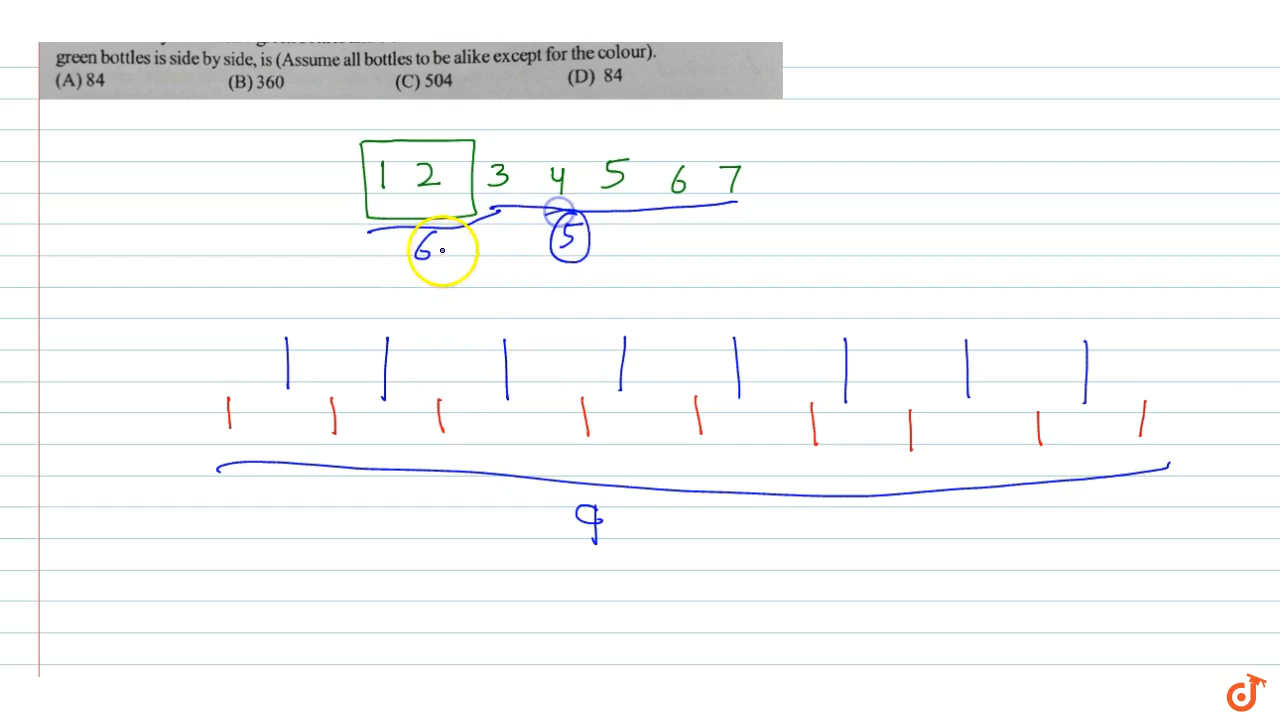 green bottles is side by side, is (Assume all bottles to be alike except for the colour).
(A) 84 (B) 360 (C) 504 (D) 84
1 2 3 4 5 6 7
6 5
9